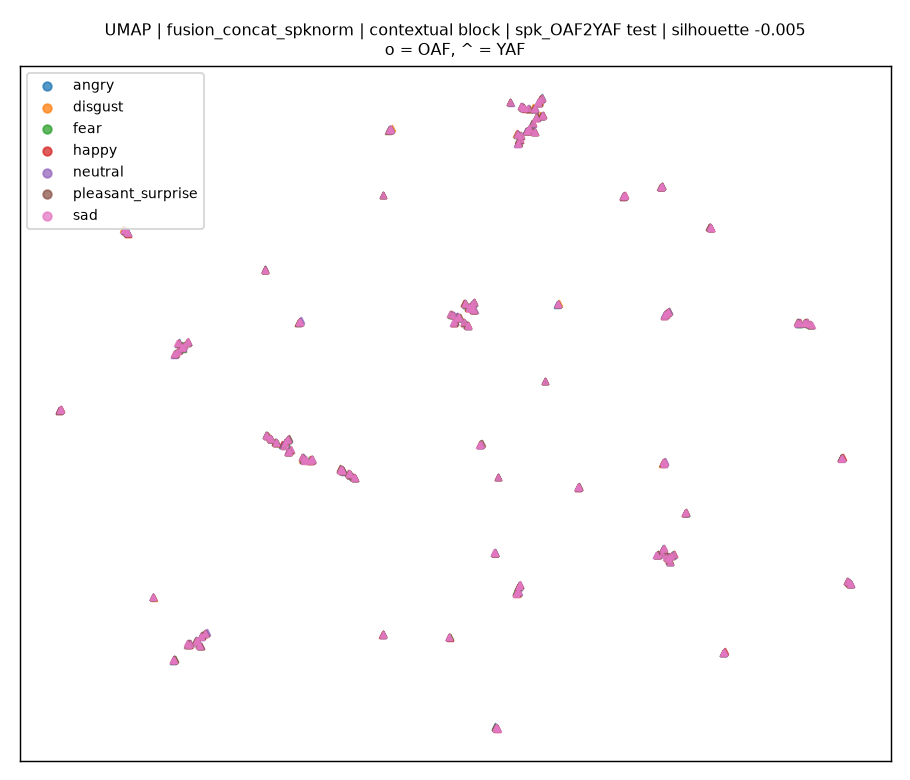 UMAP | fusion_concat_spknorm | contextual block | spk_OAF2YAF test | silhouette -0.005
o = OAF, ^ = YAF
angry
disgust
fear
happy
neutral
pleasant_surprise
sad